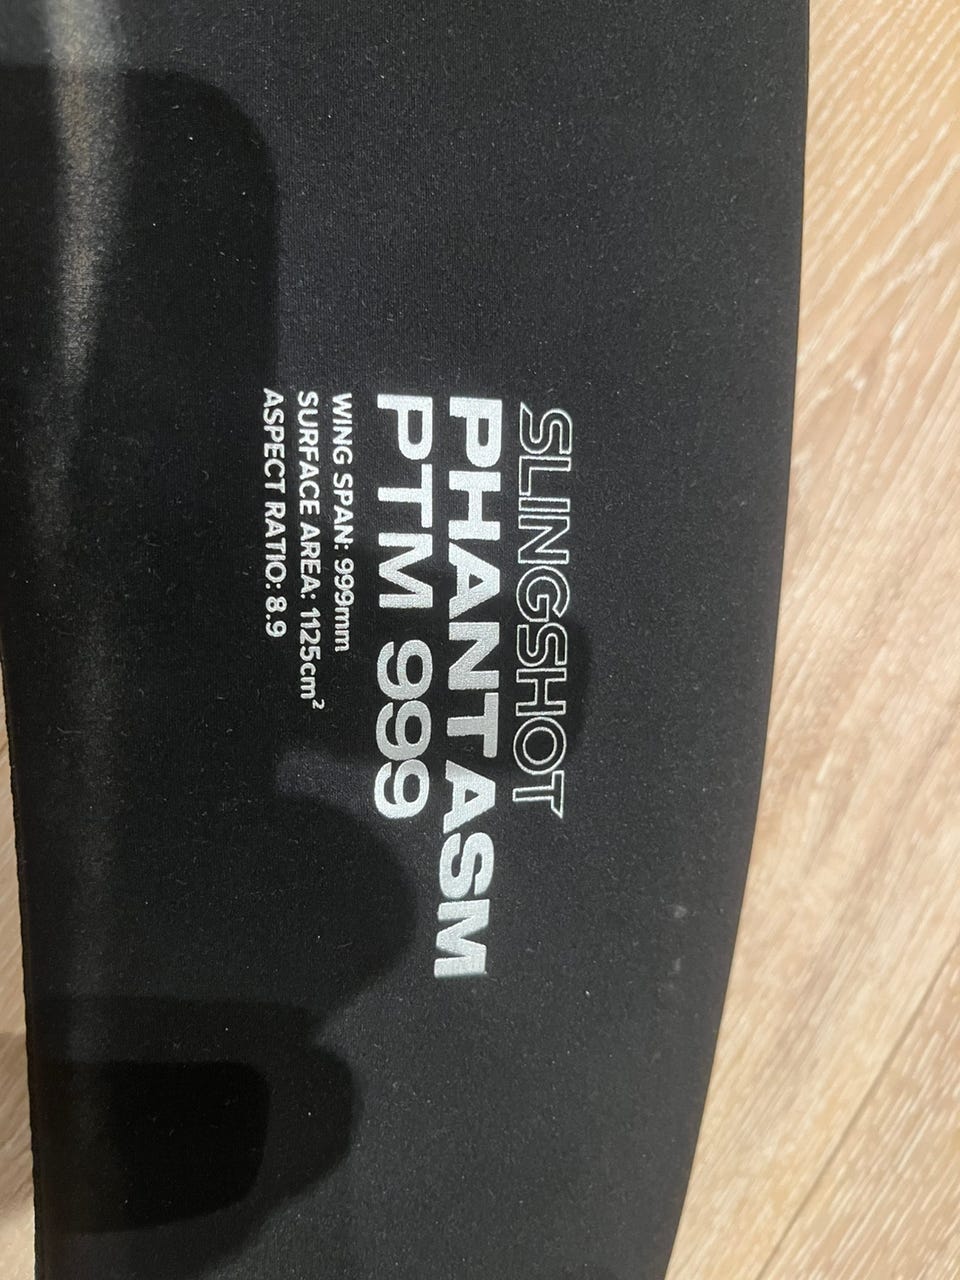 SLINGSHOT
PHANTASM
PTM 999
WING SPAN: 999mm
SURFACE AREA: 1125cm²
ASPECT RATIO: 8.9